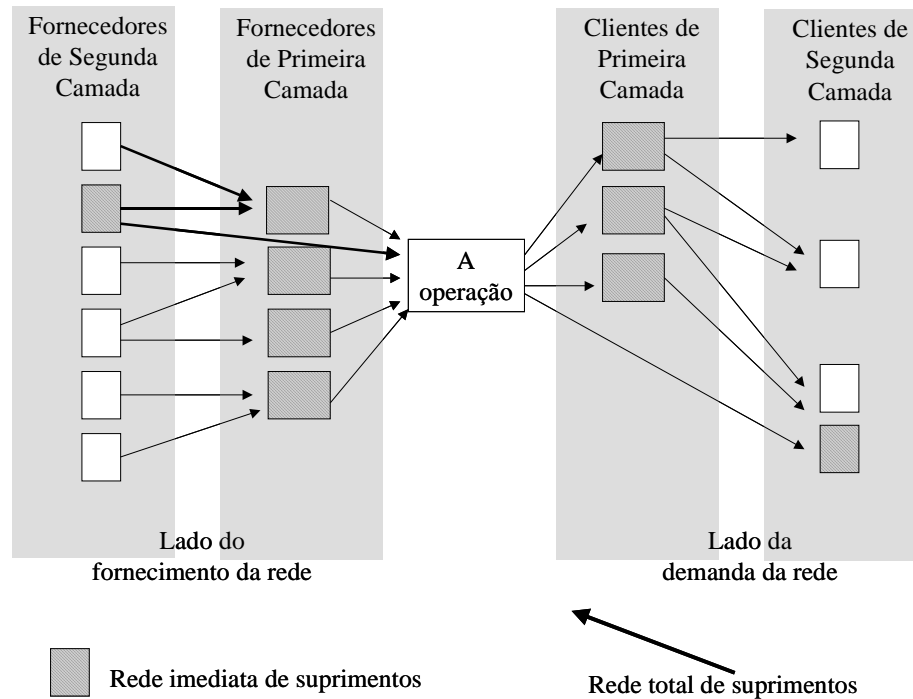 Fornecedores
de Segunda
Camada
Fornecedores
de Primeira
Camada
Clientes de
Primeira
Camada
Clientes de
Segunda
Camada
A
operação
Lado do
fornecimento da rede
Lado da
demanda da rede
Rede imediata de suprimentos
Rede total de suprimentos